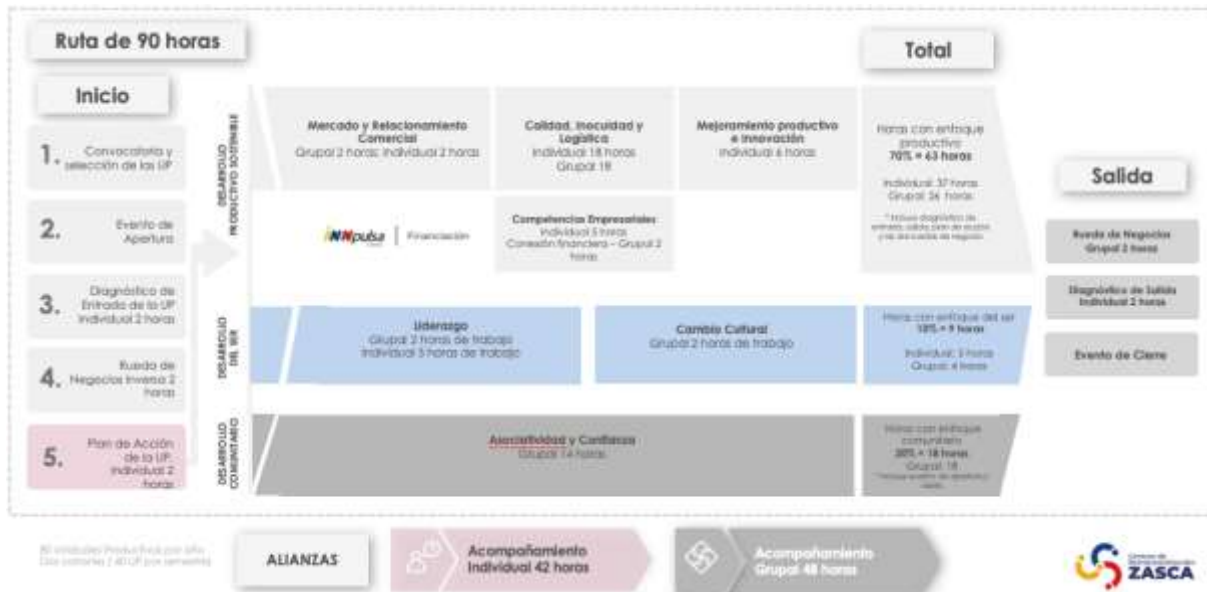 Ruta de 90 horas
Total
Inicio
1. Convocatoria y
selección de las UP
2. Evento de
Apertura
3. Diagnóstico de
Entrada de la UP
Individual 2 horas
4. Rueda de
Negocios Inversa 2
horas
5. Plan de Acción
de la UP.
Individual 2
horas
DESARROLLO
PRODUCTIVO SOSTENIBLE
Mercado y Relacionamiento
Comercial
Grupal 2 horas; Individual 2 horas
Calidad, Inocuidad y
Logística
Individual 18 horas
Grupal 18
Mejoramiento productivo
e Innovación
Individual 6 horas
iNNpulsa
Financiación
Competencias Empresariales
Individual 5 horas
Conexión financiera – Grupal 2
horas
Horas con enfoque
productivo
70% = 63 horas
Individual: 37 horas
Grupal: 26 horas
* Incluye diagnóstico de
entrada, salida, plan de acción
DESARROLLO
DEL SER
Liderazgo
Grupal 2 horas de trabajo
Individual 5 horas de trabajo
Cambio Cultural
Grupal 2 horas de trabajo
Horas con enfoque del ser
10% = 9 horas
Individual: 5 horas
Grupal: 4 horas
DESARROLLO
COMUNITARIO
Asociatividad y Confianza
Grupal 14 horas
Horas con enfoque
comunitario
20% = 18 horas
Grupal: 18
Salida
Rueda de Negocios
Grupal 2 horas
Diagnóstico de Salida
Individual 2 horas
Evento de Cierre
ALIANZAS
Acompañamiento
Individual 42 horas
Acompañamiento
Grupal 48 horas
ZASCA